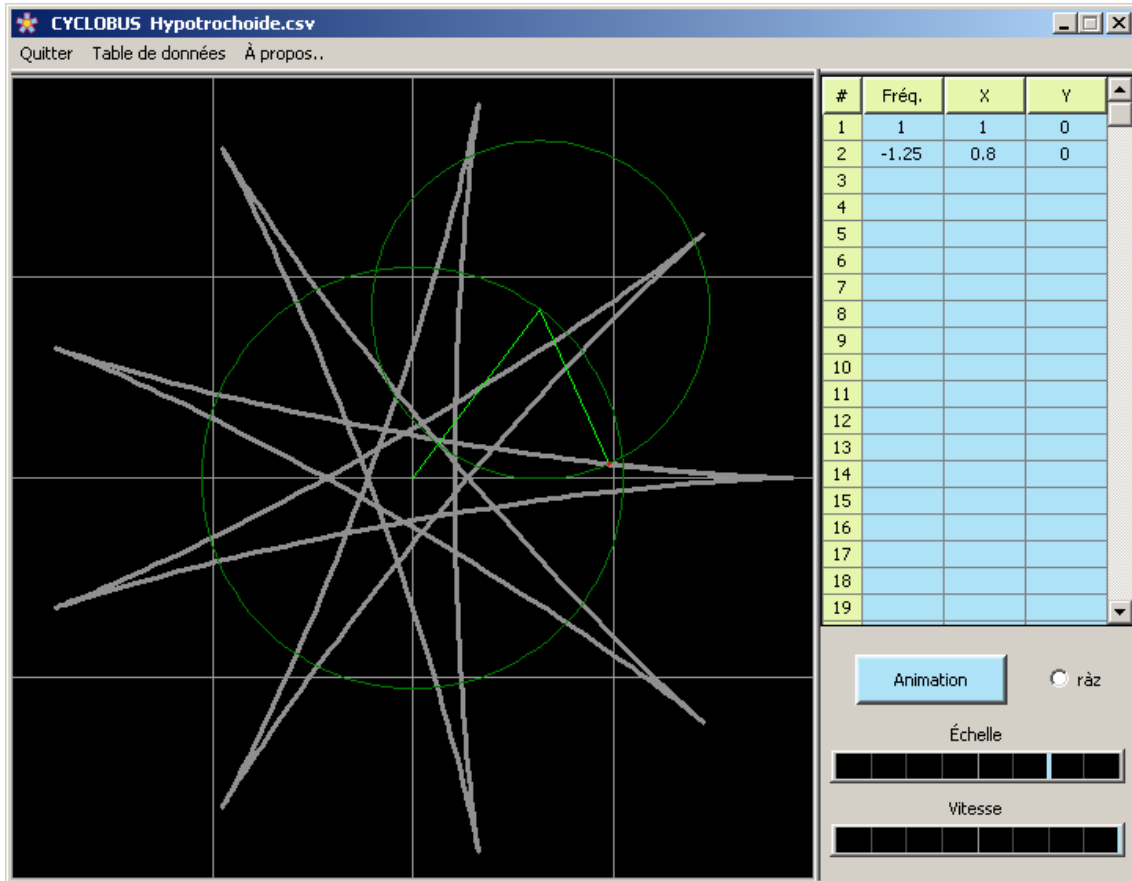 CYCLOBUS Hypotrochoide.csv
Quitter Table de données À propos..
# Fréq. X Y
1 1 1 0
2 -1.25 0.8 0
3
4
5
6
7
8
9
10
11
12
13
14
15
16
17
18
19
Animation ràz
Échelle
Vitesse